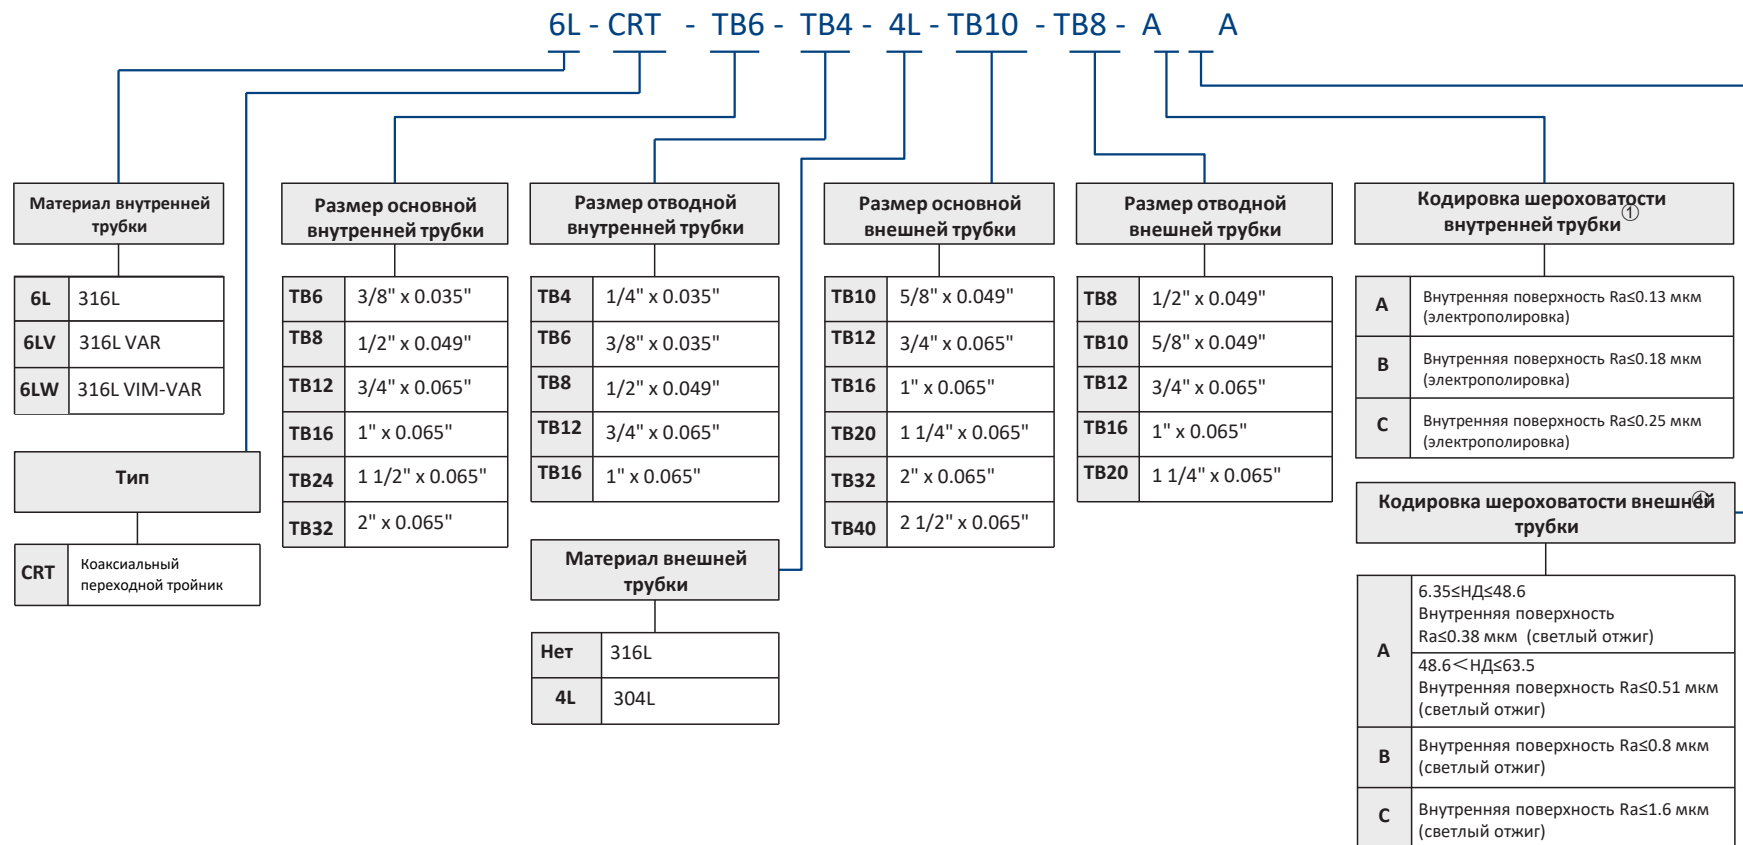 6L - CRT - TB6 - TB4 - 4L - TB10 - TB8 - A A
Материал внутренней
трубки
6L 316L
6LV 316L VAR
6LW 316L VIM-VAR
Тип
CRT Коаксиальный
переходной тройник
Размер основной
внутренней трубки
TB6 3/8" x 0.035"
TB8 1/2" x 0.049"
TB12 3/4" x 0.065"
TB16 1" x 0.065"
TB24 1 1/2" x 0.065"
TB32 2" x 0.065"
Размер отводной
внутренней трубки
TB4 1/4" x 0.035"
TB6 3/8" x 0.035"
TB8 1/2" x 0.049"
TB12 3/4" x 0.065"
TB16 1" x 0.065"
Материал внешней
трубки
Нет 316L
4L 304L
Размер основной
внешней трубки
TB10 5/8" x 0.049"
TB12 3/4" x 0.065"
TB16 1" x 0.065"
TB20 1 1/4" x 0.065"
TB32 2" x 0.065"
TB40 2 1/2" x 0.065"
Размер отводной
внешней трубки
TB8 1/2" x 0.049"
TB10 5/8" x 0.049"
TB12 3/4" x 0.065"
TB16 1" x 0.065"
TB20 1 1/4" x 0.065"
Кодировка шероховатости
внутренней трубки ①
A Внутренняя поверхность Ra≤0.13 мкм
(электрополировка)
B Внутренняя поверхность Ra≤0.18 мкм
(электрополировка)
C Внутренняя поверхность Ra≤0.25 мкм
(электрополировка)
Кодировка шероховатости внешней ①
трубки
A 6.35≤НД≤48.6
Внутренняя поверхность
Ra≤0.38 мкм (светлый отжиг)
48.6＜НД≤63.5
Внутренняя поверхность Ra≤0.51 мкм
(светлый отжиг)
B Внутренняя поверхность Ra≤0.8 мкм
(светлый отжиг)
C Внутренняя поверхность Ra≤1.6 мкм
(светлый отжиг)